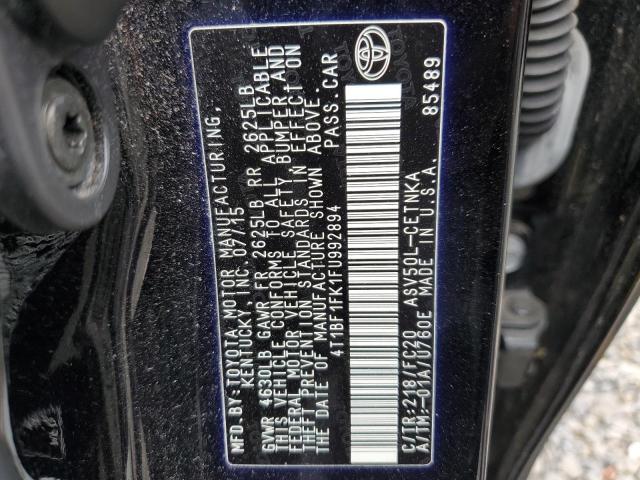 MFD. BY: TOYOTA MOTOR MANUFACTURING,
KENTUCKY, INC. 07/15
GVWR 4630LB GAWR FR 2625LB RR 2625LB
THIS VEHICLE CONFORMS TO ALL APPLICABLE
FEDERAL MOTOR VEHICLE SAFETY, BUMPER AND
THEFT PREVENTION STANDARDS IN EFFECT ON
THE DATE OF MANUFACTURE SHOWN ABOVE.
4T1BF1FK1FU992894 PASS. CAR
C/TR: 218/FC20 ASV50L-CETNKA
A/TM: -01A/U760E MADE IN U.S.A.
85489
TOYOTA